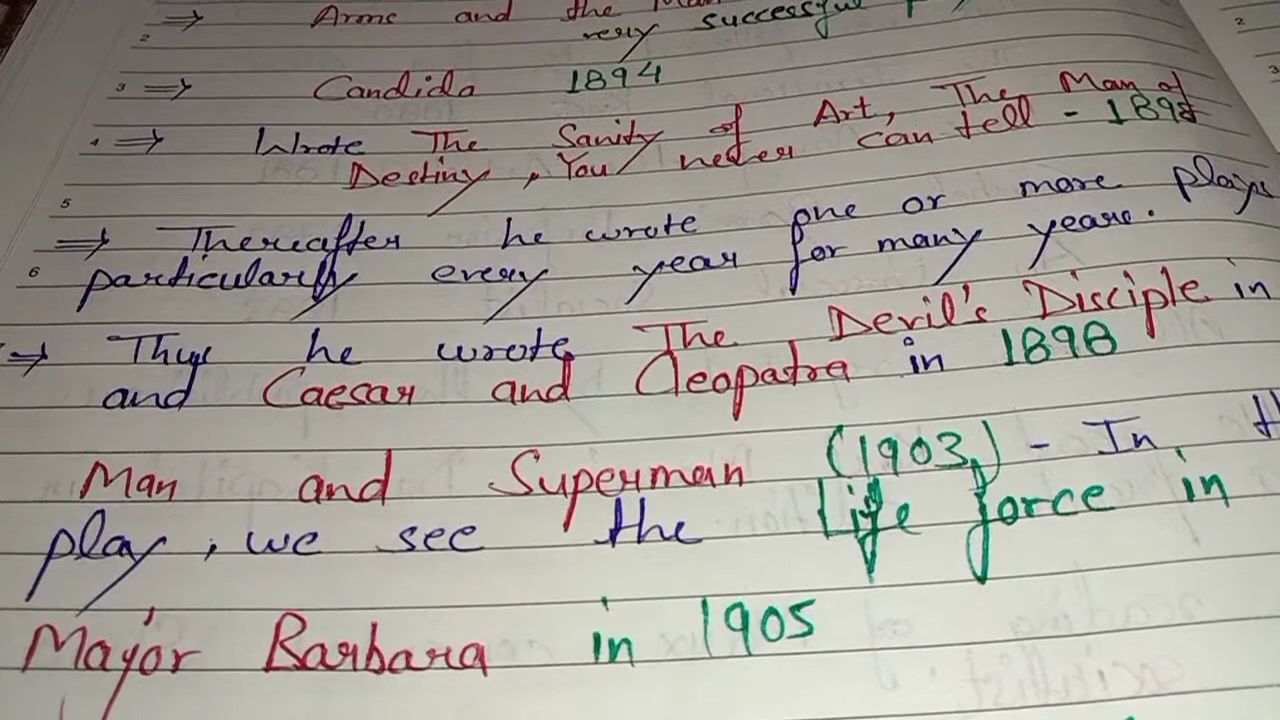 ⇒ Arms and the
very successful
⇒ Candida 1894
⇒ Wrote The Sanity of Art, The Man of
Destiny, You never can tell - 1898
⇒ Thereafter he wrote one or more plays
particularly every year for many years.
⇒ Thus he wrote The Devil's Disciple in
and Caesar and Cleopatra in 1898
Man and Superman (1903) - In
play, we see the Life force in
Major Barbara in 1905